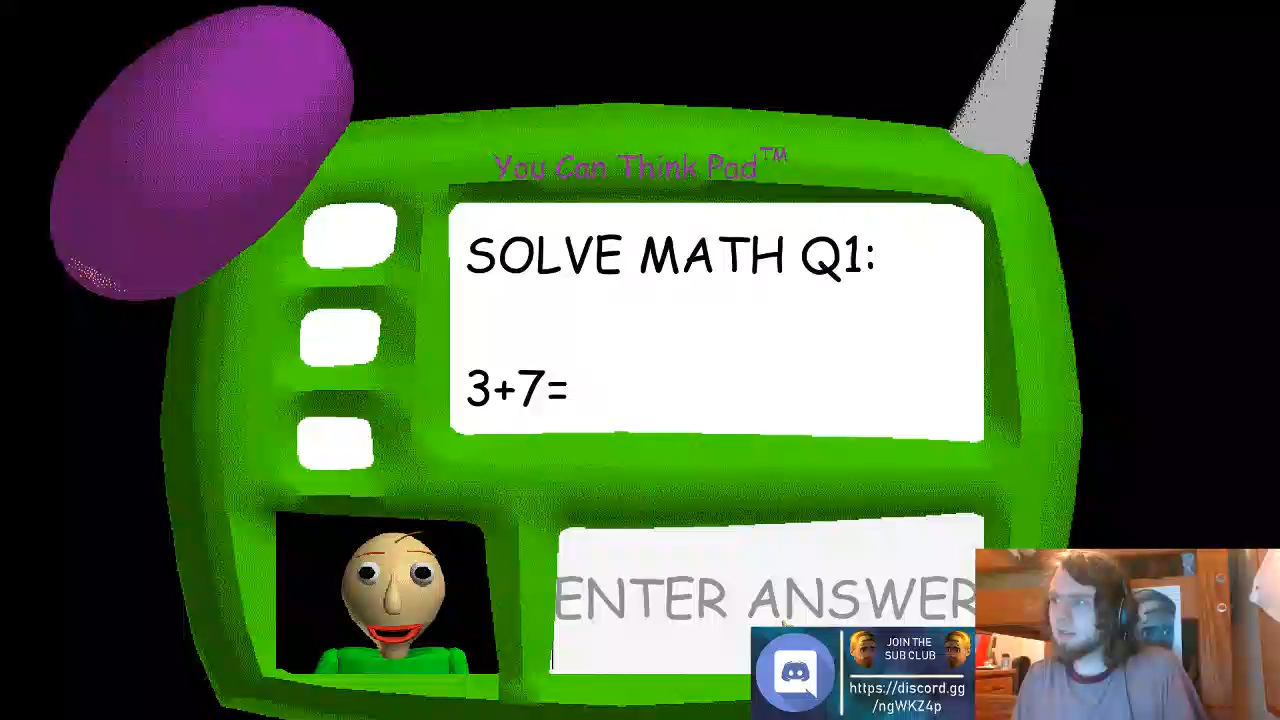 You Can Think Pad™
SOLVE MATH Q1:
3+7=
ENTER ANSWER
JOIN THE
SUB CLUB
https://discord.gg
/ngWKZ4p